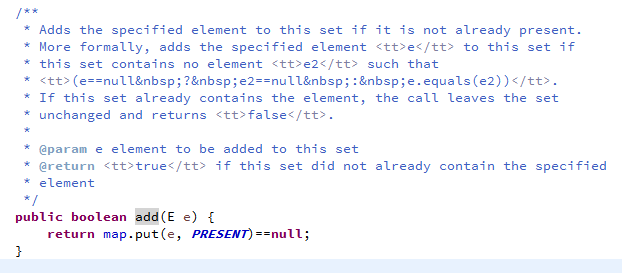 /**
 * Adds the specified element to this set if it is not already present.
 * More formally, adds the specified element <tt>e</tt> to this set if
 * this set contains no element <tt>e2</tt> such that
 * <tt>(e==null&nbsp;?&nbsp;e2==null&nbsp;:&nbsp;e.equals(e2))</tt>.
 * If this set already contains the element, the call leaves the set
 * unchanged and returns <tt>false</tt>.
 *
 * @param e element to be added to this set
 * @return <tt>true</tt> if this set did not already contain the specified
 * element
 */
public boolean add(E e) {
    return map.put(e, PRESENT)==null;
}